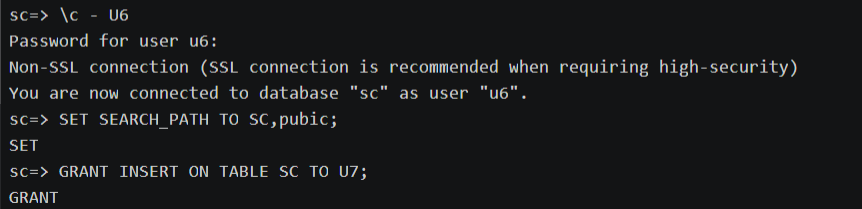 sc=> \c - U6
Password for user u6:
Non-SSL connection (SSL connection is recommended when requiring high-security)
You are now connected to database "sc" as user "u6".
sc=> SET SEARCH_PATH TO SC,pubic;
SET
sc=> GRANT INSERT ON TABLE SC TO U7;
GRANT